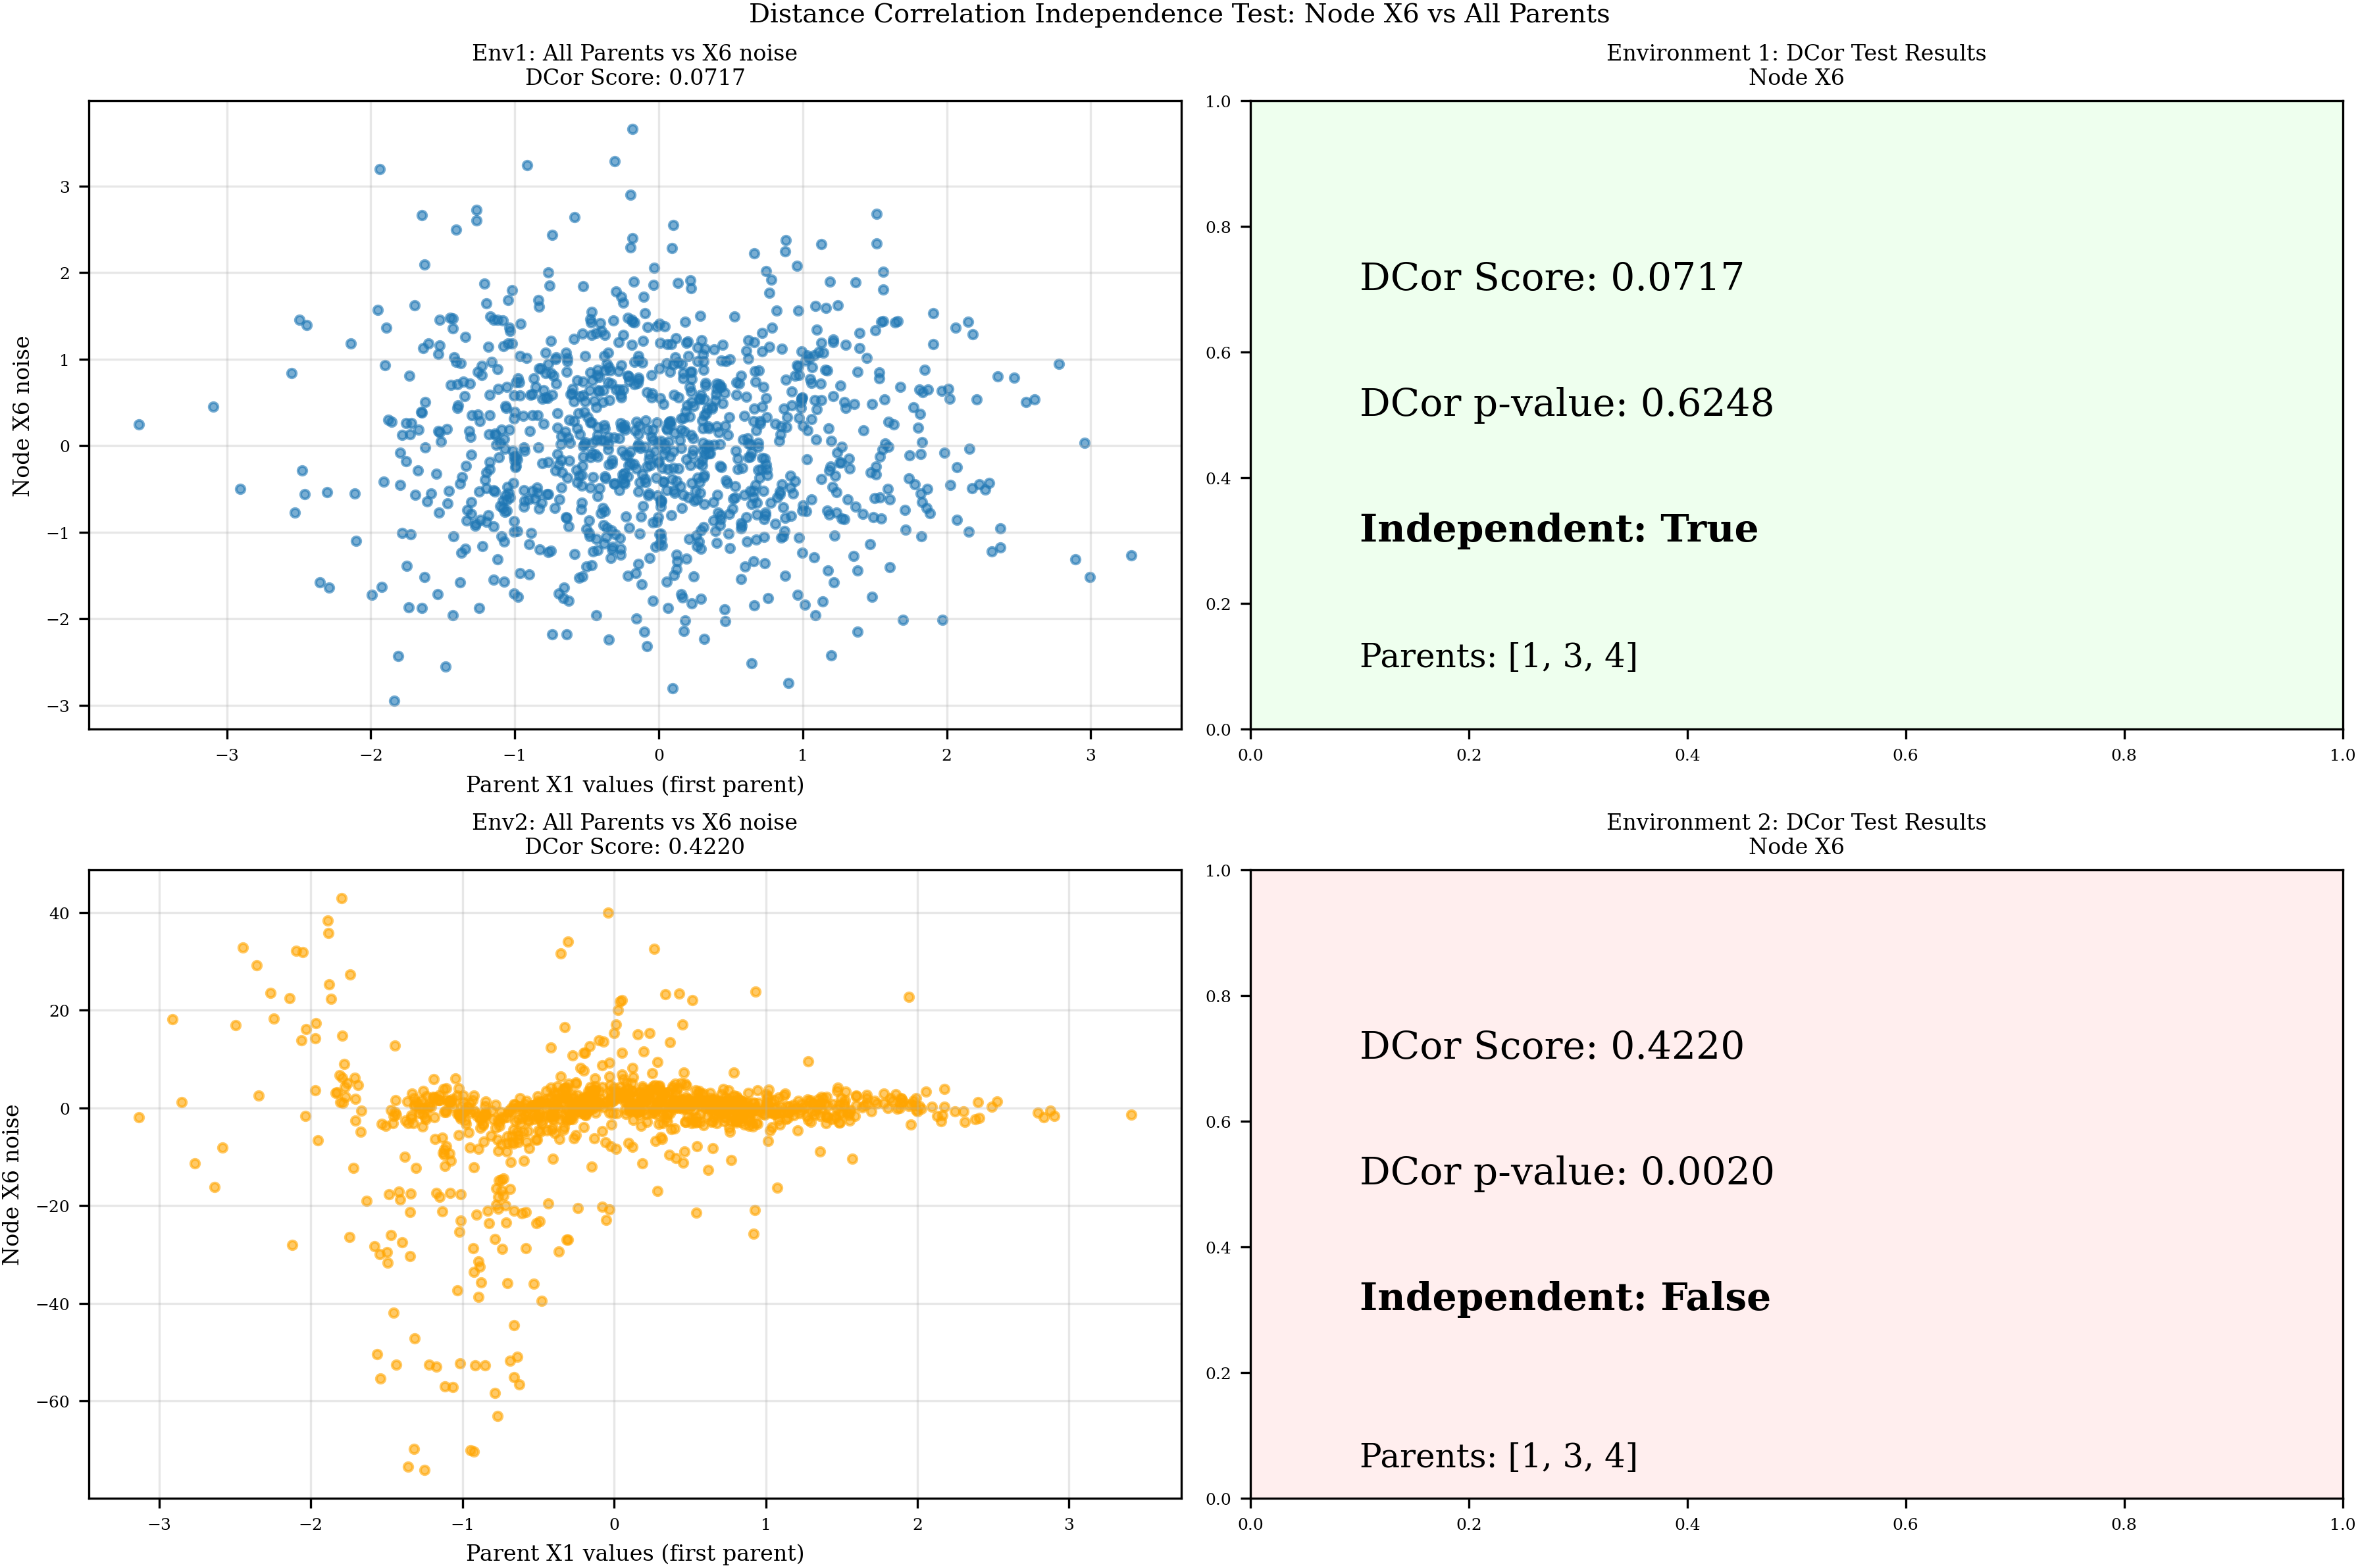 Distance Correlation Independence Test: Node X6 vs All Parents
Env1: All Parents vs X6 noise
DCor Score: 0.0717
Node X6 noise
3
2
1
0
−1
−2
−3
−3
−2
−1
0
1
2
3
Parent X1 values (first parent)
Environment 1: DCor Test Results
Node X6
1.0
0.8
0.6
0.4
0.2
0.0
DCor Score: 0.0717
DCor p-value: 0.6248
Independent: True
Parents: [1, 3, 4]
0.0
0.2
0.4
0.6
0.8
1.0
Env2: All Parents vs X6 noise
DCor Score: 0.4220
Node X6 noise
40
20
0
−20
−40
−60
−3
−2
−1
0
1
2
3
Parent X1 values (first parent)
Environment 2: DCor Test Results
Node X6
1.0
0.8
0.6
0.4
0.2
0.0
DCor Score: 0.4220
DCor p-value: 0.0020
Independent: False
Parents: [1, 3, 4]
0.0
0.2
0.4
0.6
0.8
1.0